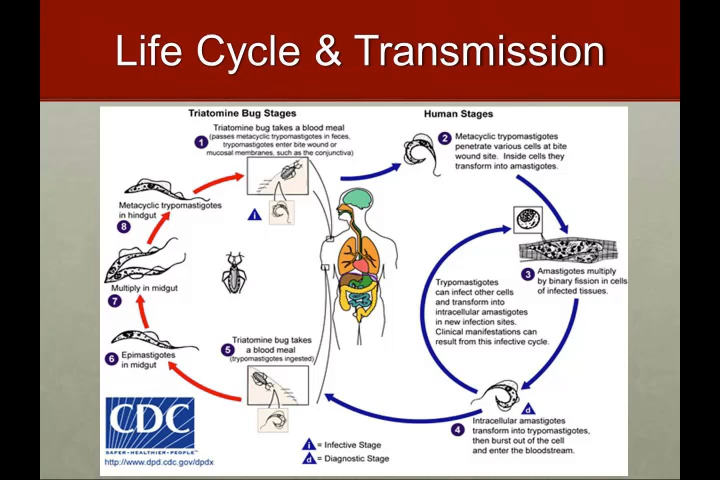 Life Cycle & Transmission
Triatomine Bug Stages
Human Stages
1
Triatomine bug takes a blood meal
(passes metacyclic trypomastigotes in feces,
trypomastigotes enter bite wound or
mucosal membranes, such as the conjunctiva)
i
2
Metacyclic trypomastigotes
penetrate various cells at bite
wound site. Inside cells they
transform into amastigotes.
3
Amastigotes multiply
by binary fission in cells
of infected tissues.
Trypomastigotes
can infect other cells
and transform into
intracellular amastigotes
in new infection sites.
Clinical manifestations can
result from this infective cycle.
d
4
Intracellular amastigotes
transform into trypomastigotes,
then burst out of the cell
and enter the bloodstream.
5
Triatomine bug takes
a blood meal
(trypomastigotes ingested)
6
Epimastigotes
in midgut
Multiply in midgut
7
Metacyclic trypomastigotes
in hindgut
8
CDC
SAFER·HEALTHIER·PEOPLE™
http://www.dpd.cdc.gov/dpdx
i = Infective Stage
d = Diagnostic Stage